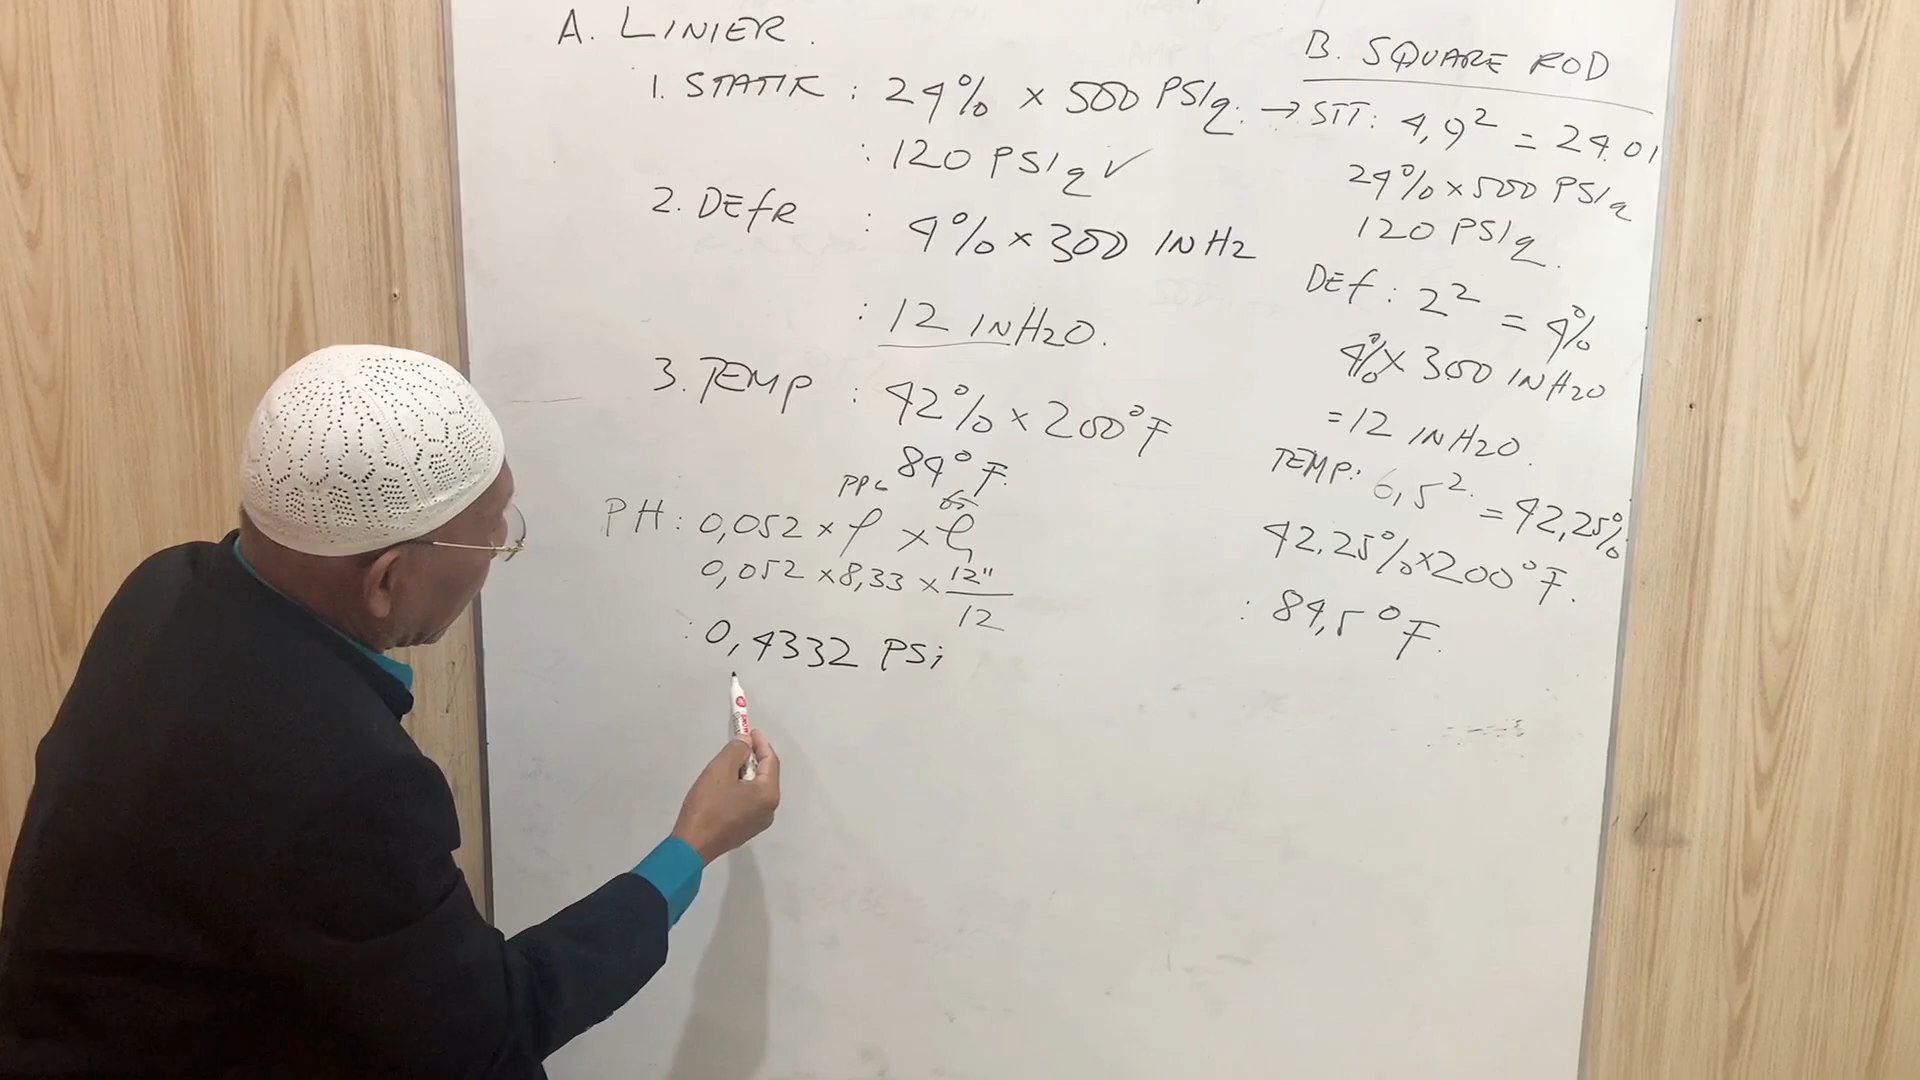 A. LINIER.
1. STATIK : 24% x 500 PSIg.
: 120 PSIg ✓
2. DEfR : 4% x 300 INH2
: 12 INH2O.
3. TEMP : 42% x 200°F
84°F.
PPG
PH : 0,052 x ρ x
0,052 x 8,33 x 12"/12
: 0,4332 PSi
B. SQUARE ROD
→ STT: 4,9² = 24.01
24% x 500 PSIg
120 PSIg.
DEf : 2² = 4%
4% x 300 INH2O
= 12 INH2O.
TEMP: 6,5². = 42,25%
42.25% x 200°F.
: 84,5°F.